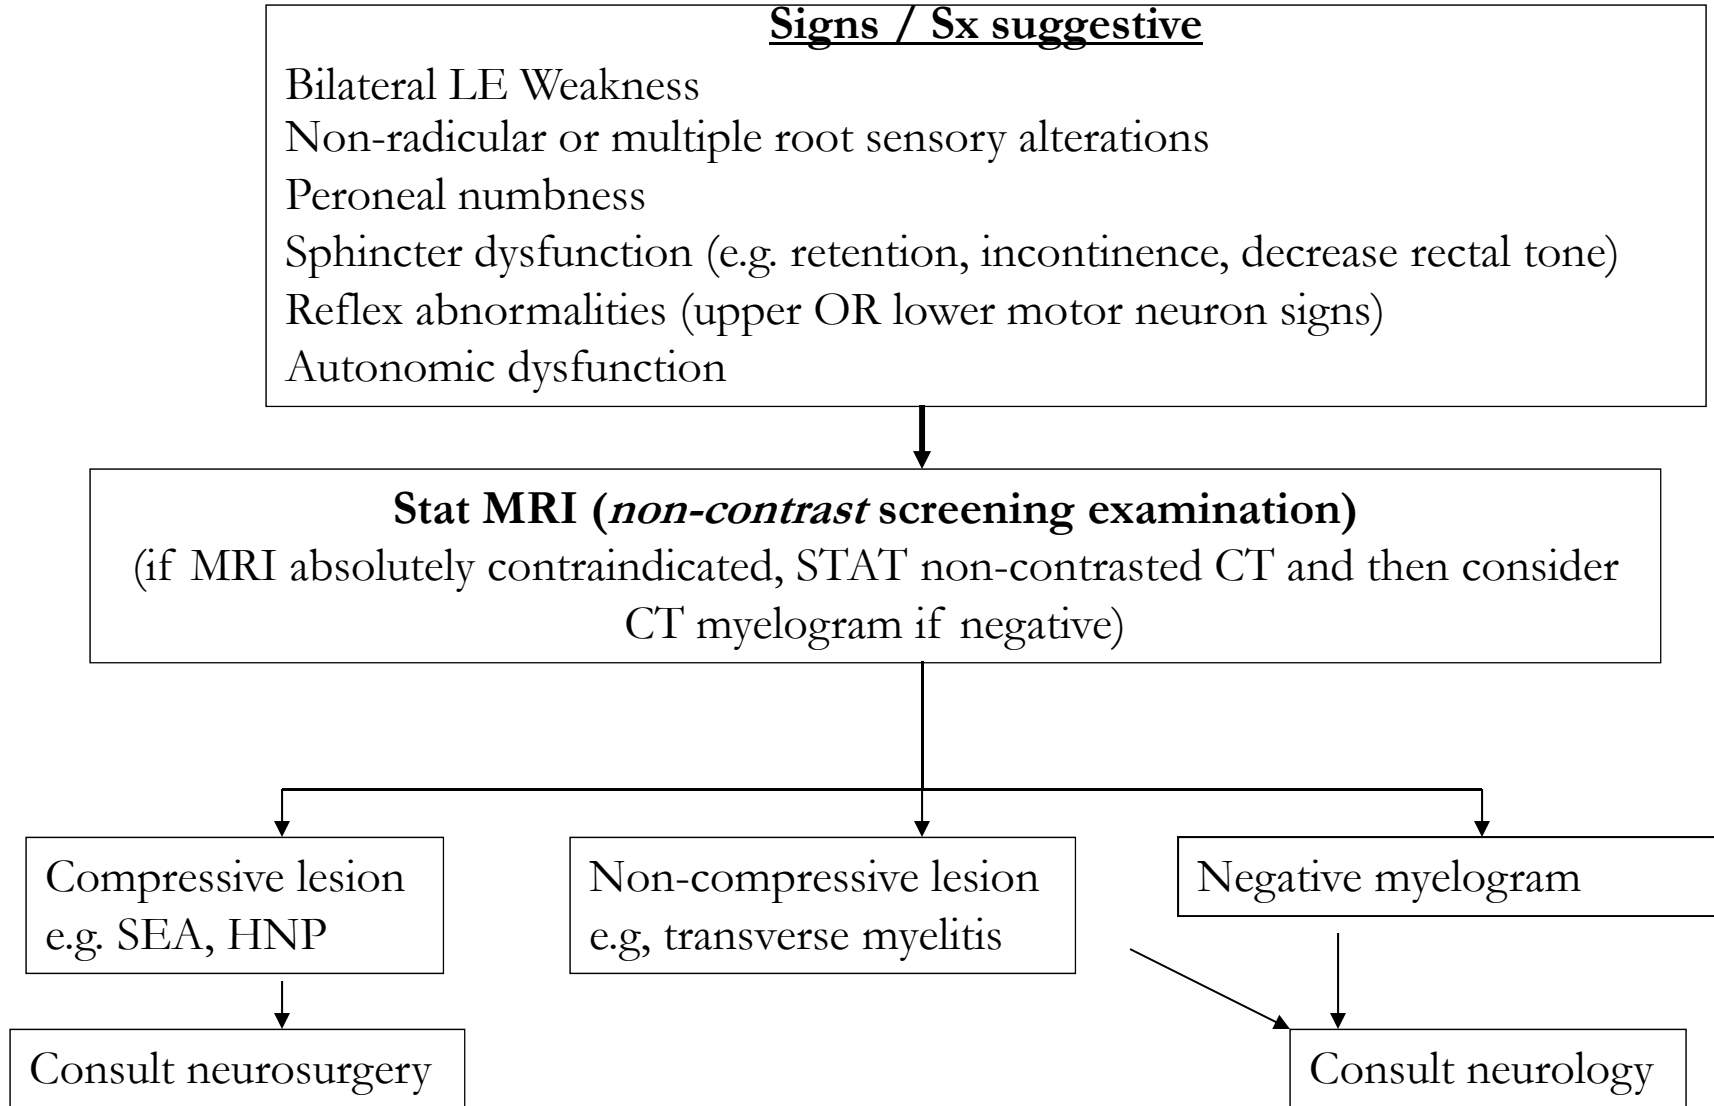 Signs / Sx suggestive
Bilateral LE Weakness
Non-radicular or multiple root sensory alterations
Peroneal numbness
Sphincter dysfunction (e.g. retention, incontinence, decrease rectal tone)
Reflex abnormalities (upper OR lower motor neuron signs)
Autonomic dysfunction
Stat MRI (non-contrast screening examination)
(if MRI absolutely contraindicated, STAT non-contrasted CT and then consider
CT myelogram if negative)
Compressive lesion
e.g. SEA, HNP
Non-compressive lesion
e.g, transverse myelitis
Negative myelogram
Consult neurosurgery
Consult neurology